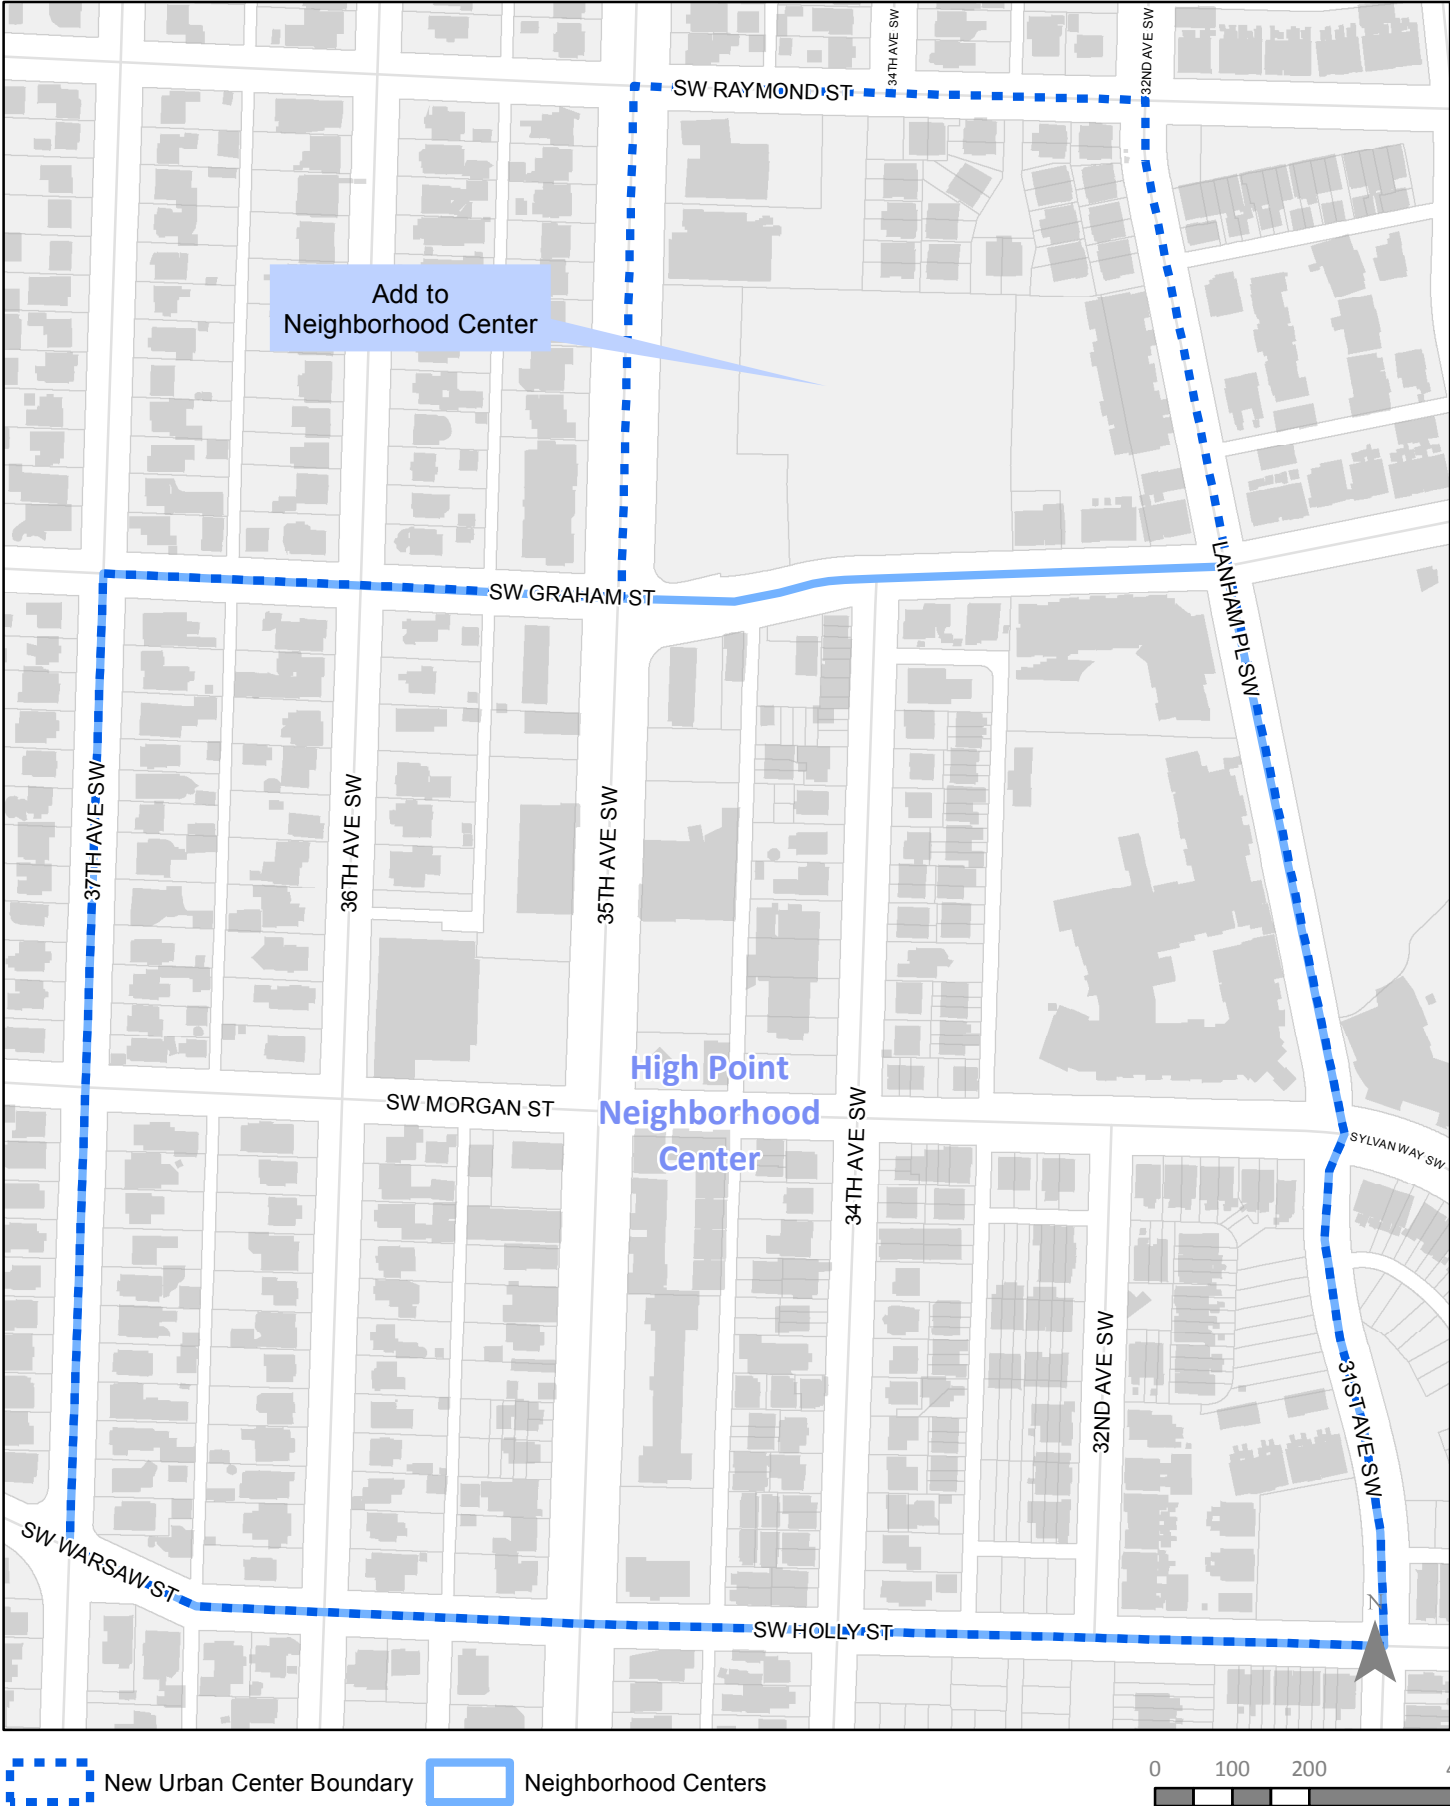 34TH AVE SW
32ND AVE SW
SW RAYMOND ST
Add to
Neighborhood Center
SW GRAHAM ST
LANHAM PL SW
37TH AVE SW
36TH AVE SW
35TH AVE SW
High Point
Neighborhood
Center
SW MORGAN ST
34TH AVE SW
SYLVAN WAY SW
32ND AVE SW
31ST AVE SW
SW WARSAW ST
SW HOLLY ST
N
New Urban Center Boundary
Neighborhood Centers
0 100 200